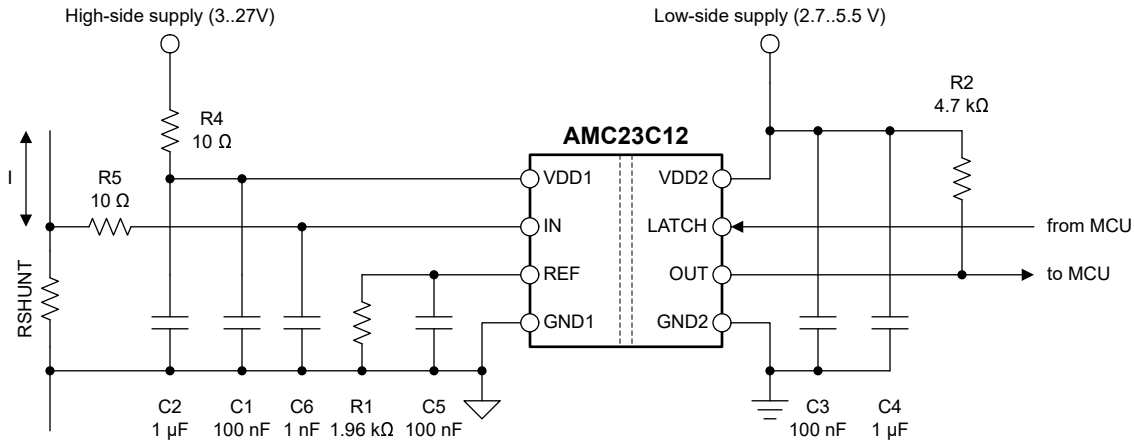 High-side supply (3..27V)
Low-side supply (2.7..5.5 V)
R2
4.7 kΩ
R4
10 Ω
AMC23C12
I
R5
10 Ω
VDD1
VDD2
IN
LATCH
from MCU
REF
OUT
to MCU
RSHUNT
GND1
GND2
C2
1 µF
C1
100 nF
C6
1 nF
R1
1.96 kΩ
C5
100 nF
C3
100 nF
C4
1 µF